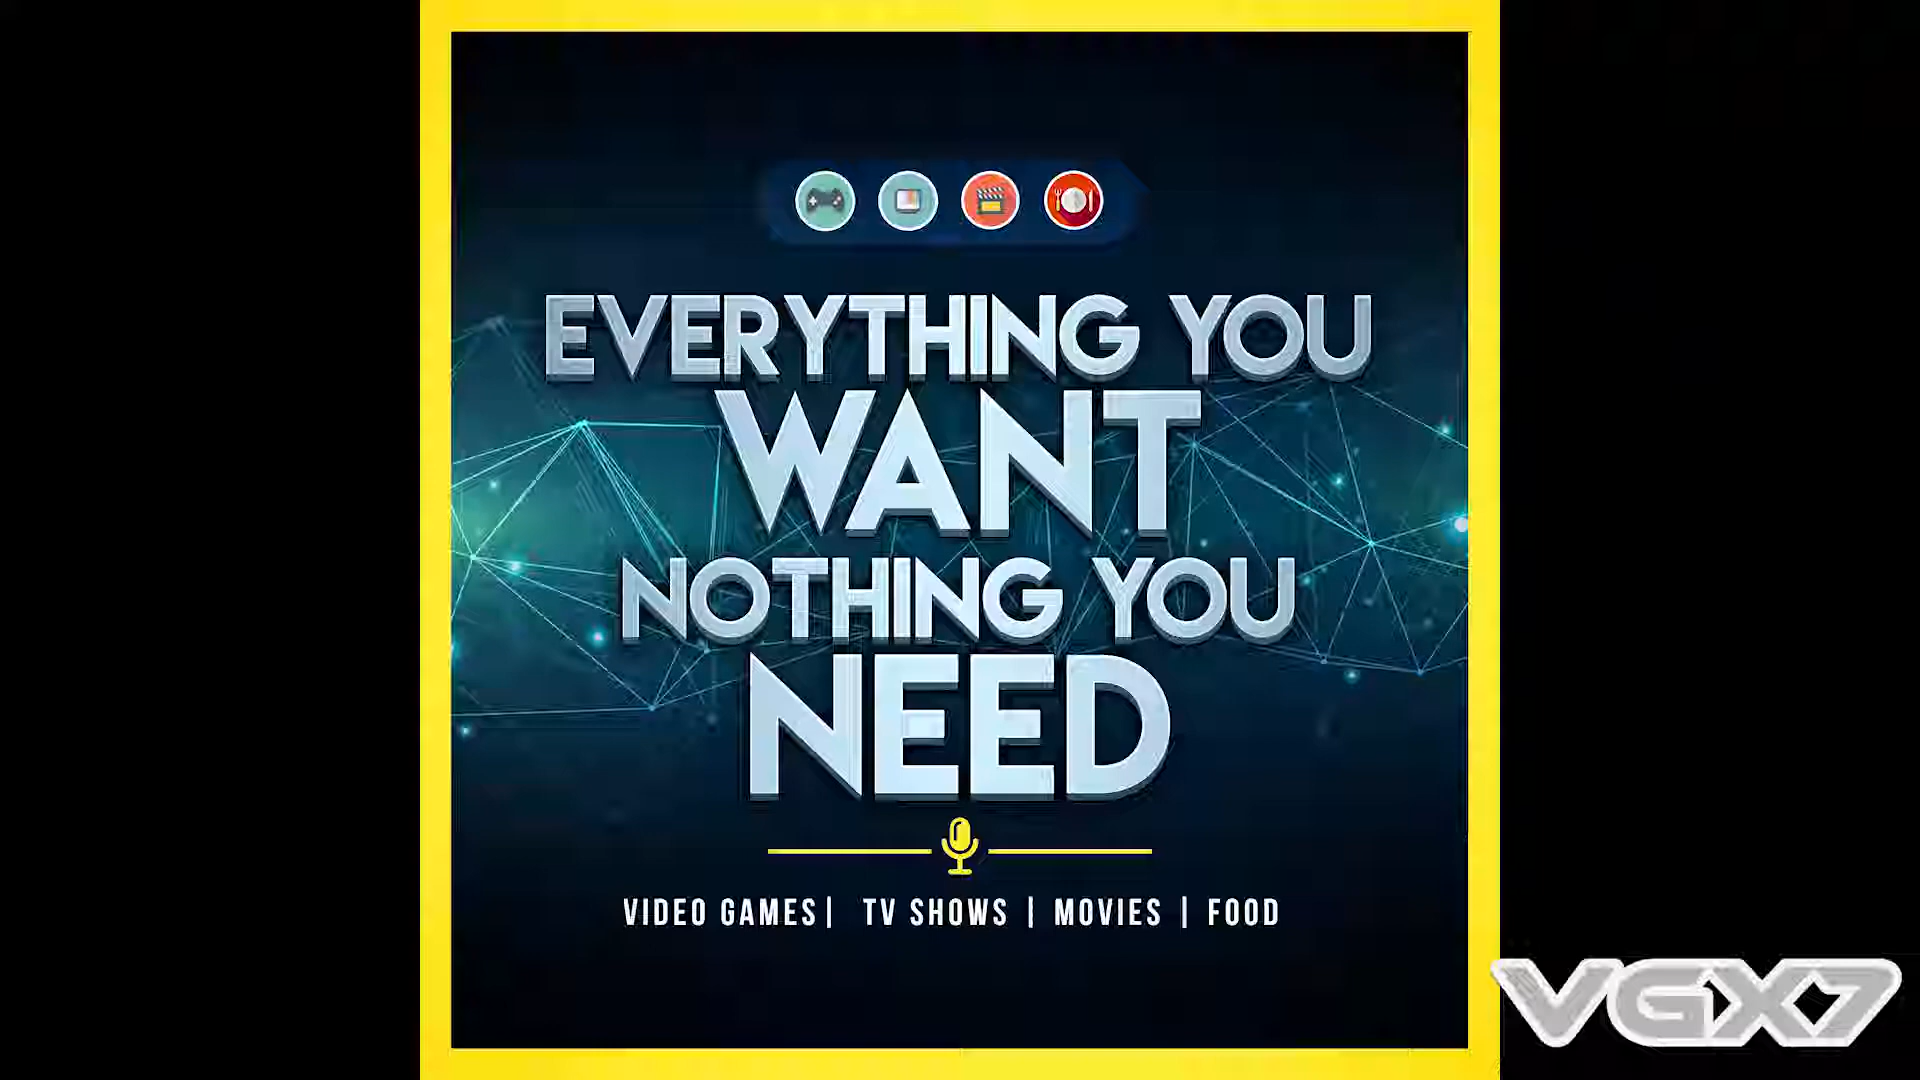 EVERYTHING YOU
WANT
NOTHING YOU
NEED
VIDEO GAMES| TV SHOWS | MOVIES | FOOD
VGX7